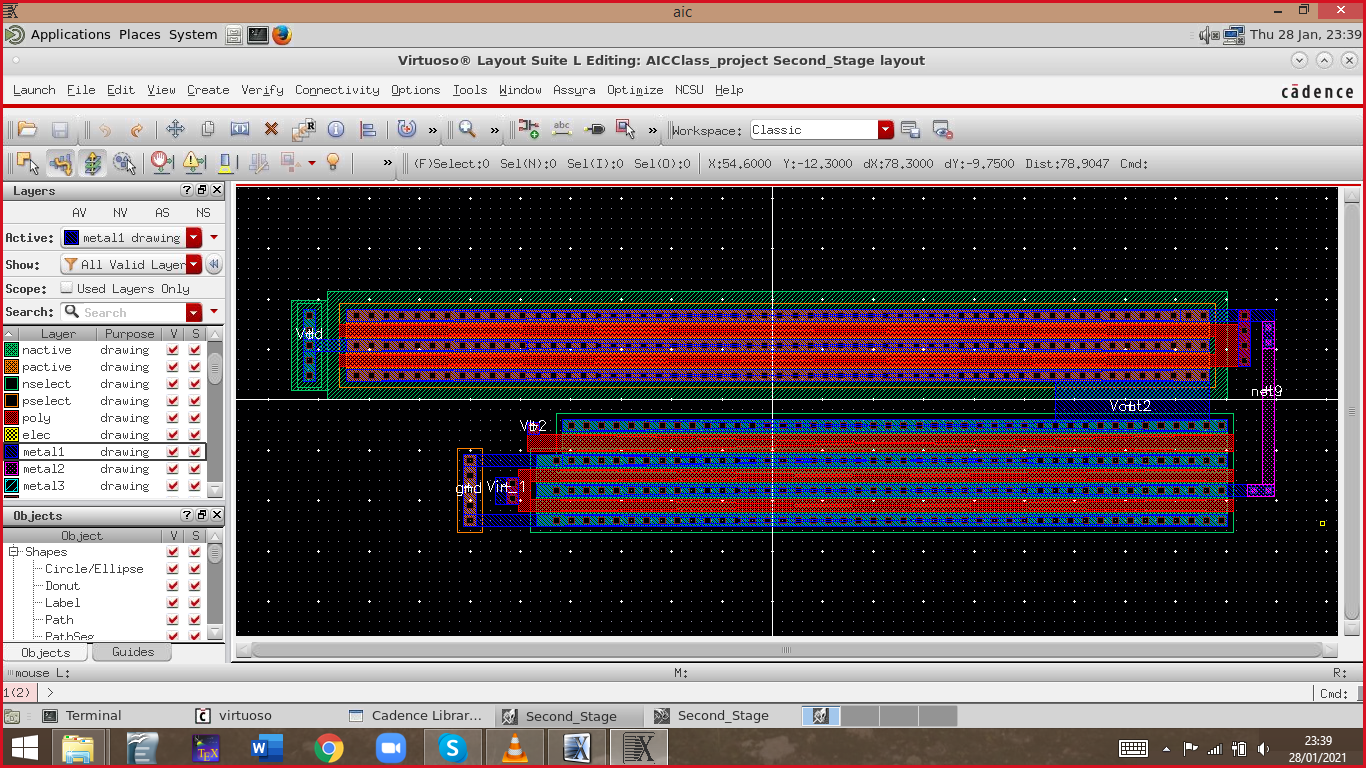 aic
Applications Places System
Thu 28 Jan, 23:39
Virtuoso® Layout Suite L Editing: AICClass_project Second_Stage layout
Launch File Edit View Create Verify Connectivity Options Tools Window Assura Optimize NCSU Help
cādence
» » » Workspace: Classic
» (F)Select:0 Sel(N):0 Sel(I):0 Sel(O):0 X:54.6000 Y:-12.3000 dX:78.3000 dY:-9.7500 Dist:78.9047 Cmd:
Layers
AV NV AS NS
Active: metal1 drawing
Show: All Valid Layer
Scope: Used Layers Only
Search: Search
Layer Purpose V S
nactive drawing
pactive drawing
nselect drawing
pselect drawing
poly drawing
elec drawing
metal1 drawing
metal2 drawing
metal3 drawing
Objects
Object V S
Shapes
Circle/Ellipse
Donut
Label
Path
PathSeg
Objects Guides
Vdd
net9
Vout2
Vb2
gnd Vin_1
mouse L: M: R:
1(2) > Cmd:
Terminal virtuoso Cadence Librar... Second_Stage Second_Stage
23:39
28/01/2021